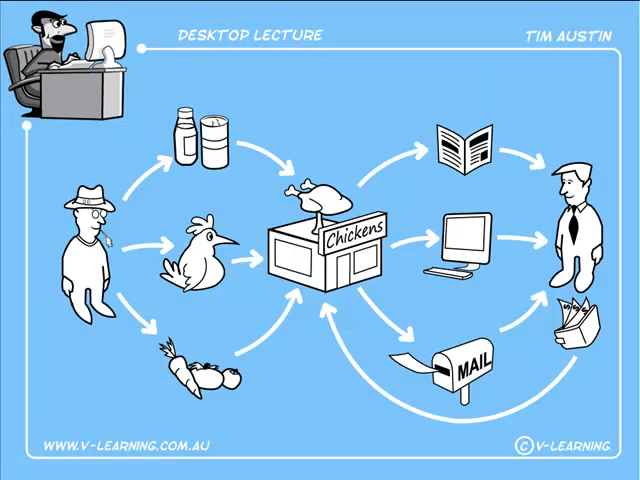 DESKTOP LECTURE
TIM AUSTIN
Chickens
MAIL
$ $ $
WWW.V-LEARNING.COM.AU
© V-LEARNING